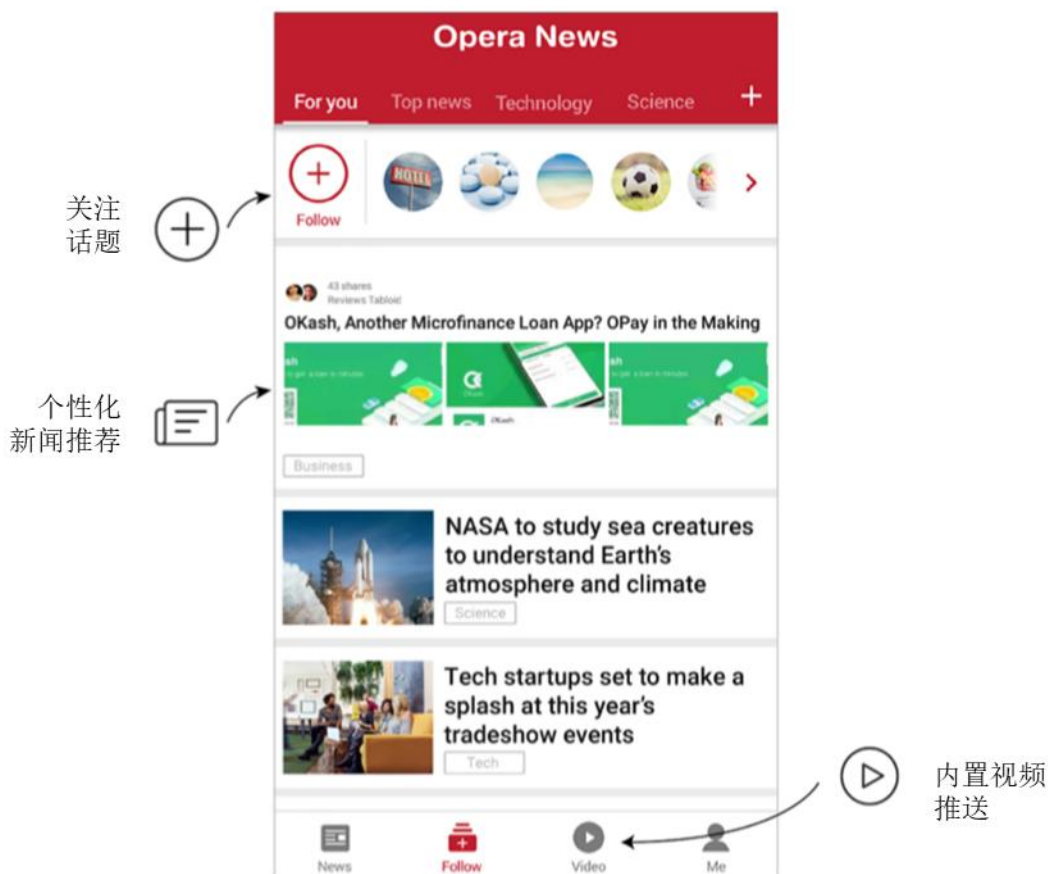 Opera News
For you Top news Technology Science
HOTEL
Follow
关注
话题
43 shares
Reviews Tabloid
OKash, Another Microfinance Loan App? OPay in the Making
OKash
个性化
新闻推荐
Business
NASA to study sea creatures
to understand Earth's
atmosphere and climate
Science
Tech startups set to make a
splash at this year's
tradeshow events
Tech
内置视频
推送
News Follow Video Me